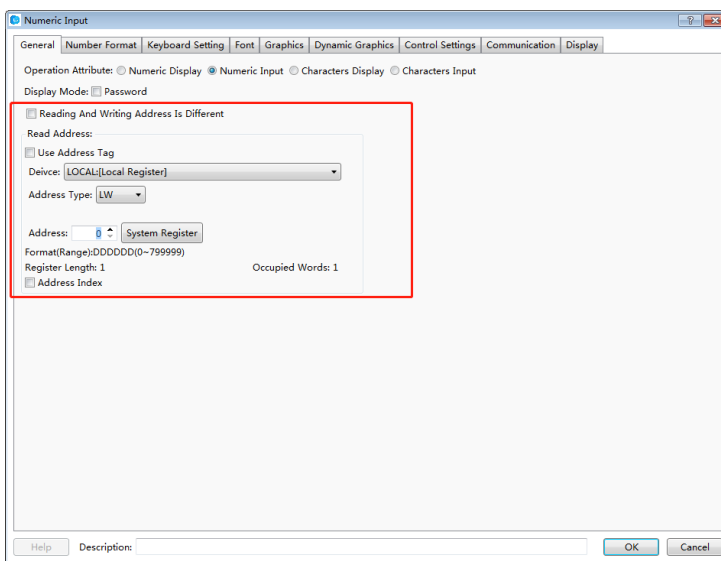 Numeric Input
General Number Format Keyboard Setting Font Graphics Dynamic Graphics Control Settings Communication Display
Operation Attribute: Numeric Display Numeric Input Characters Display Characters Input
Display Mode: Password
Reading And Writing Address Is Different
Read Address:
Use Address Tag
Deivce: LOCAL:[Local Register]
Address Type: LW
Address: 0 System Register
Format(Range):DDDDDD(0~799999)
Register Length: 1 Occupied Words: 1
Address Index
Help Description: OK Cancel